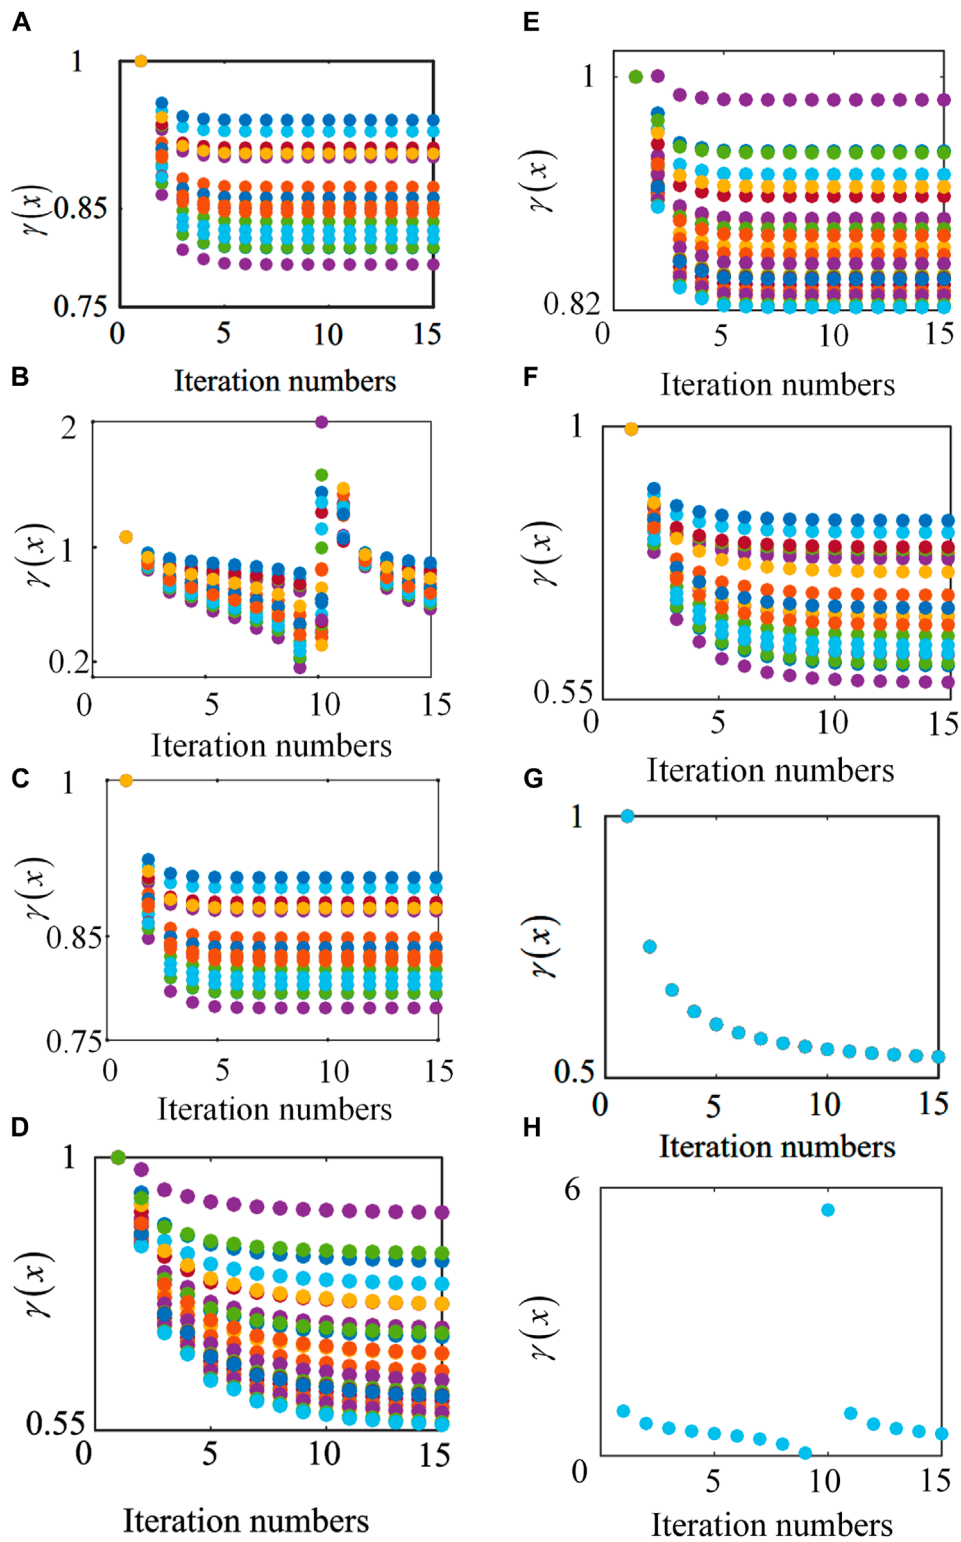 A
1
0.85
0.75
γ(x)
0 5 10 15
Iteration numbers
B
2
1
0.2
γ(x)
0 5 10 15
Iteration numbers
C
1
0.85
0.75
γ(x)
0 5 10 15
Iteration numbers
D
1
0.55
γ(x)
0 5 10 15
Iteration numbers
E
1
0.82
γ(x)
0 5 10 15
Iteration numbers
F
1
0.55
γ(x)
0 5 10 15
Iteration numbers
G
1
0.5
γ(x)
0 5 10 15
Iteration numbers
H
6
0
γ(x)
5 10 15
Iteration numbers